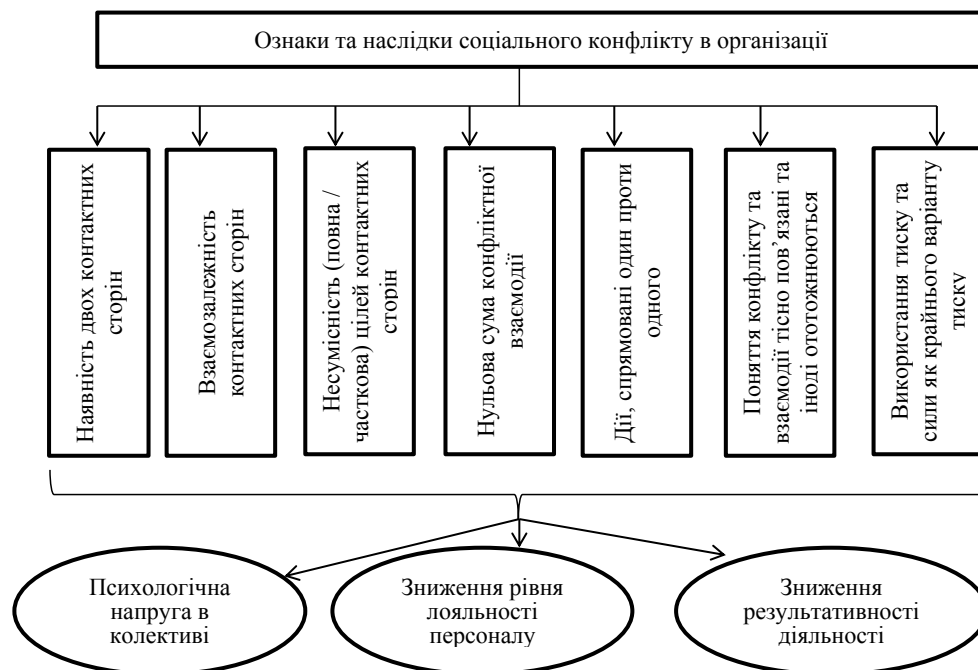 Ознаки та наслідки соціального конфлікту в організації
Наявність двох контактних
сторін
Взаємозалежність
контактних сторін
Несумісність (повна /
часткова) цілей контактних
сторін
Нульова сума конфліктної
взаємодії
Дії, спрямовані один проти
одного
Поняття конфлікту та
взаємодії тісно пов’язані та
іноді ототожнюються
Використання тиску та
сили як крайнього варіанту
тиску
Психологічна
напруга в
колективі
Зниження рівня
лояльності
персоналу
Зниження
результативності
діяльності